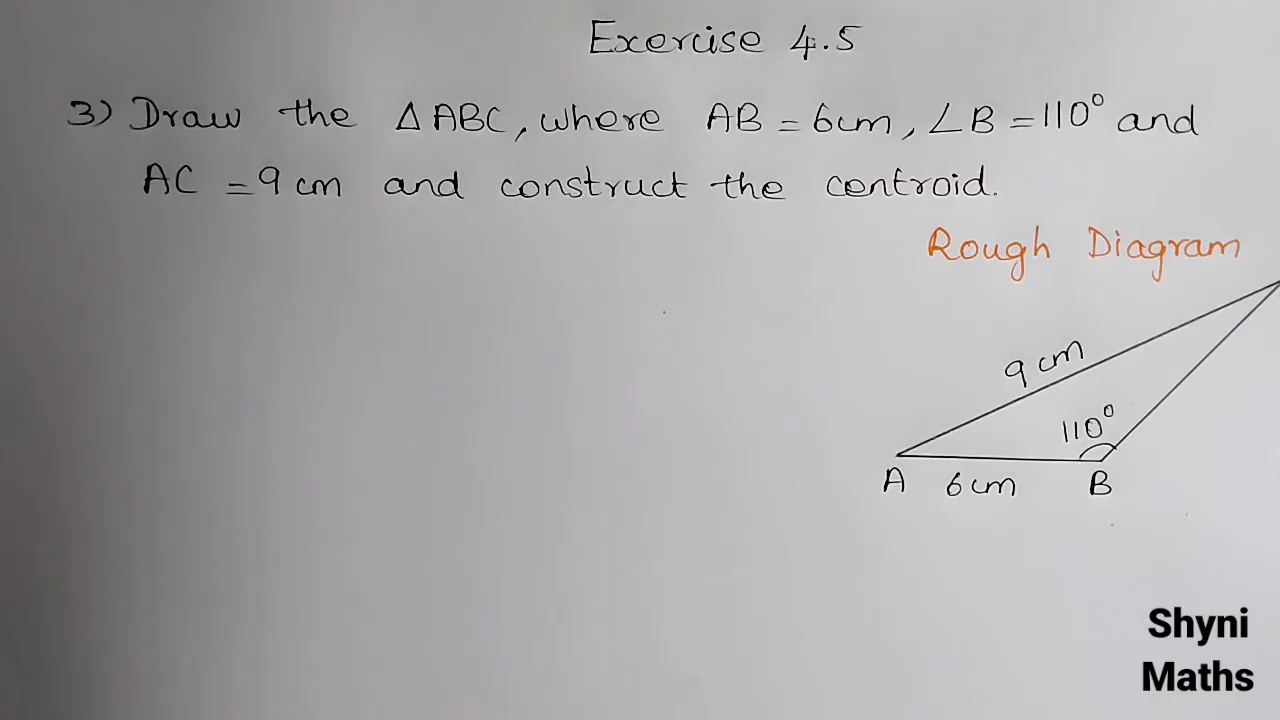 Exercise 4.5
3) Draw the △ABC, where AB = 6cm, ∠B = 110° and
AC = 9 cm and construct the centroid.
Rough Diagram
9 cm
110°
A 6cm B
Shyni
Maths